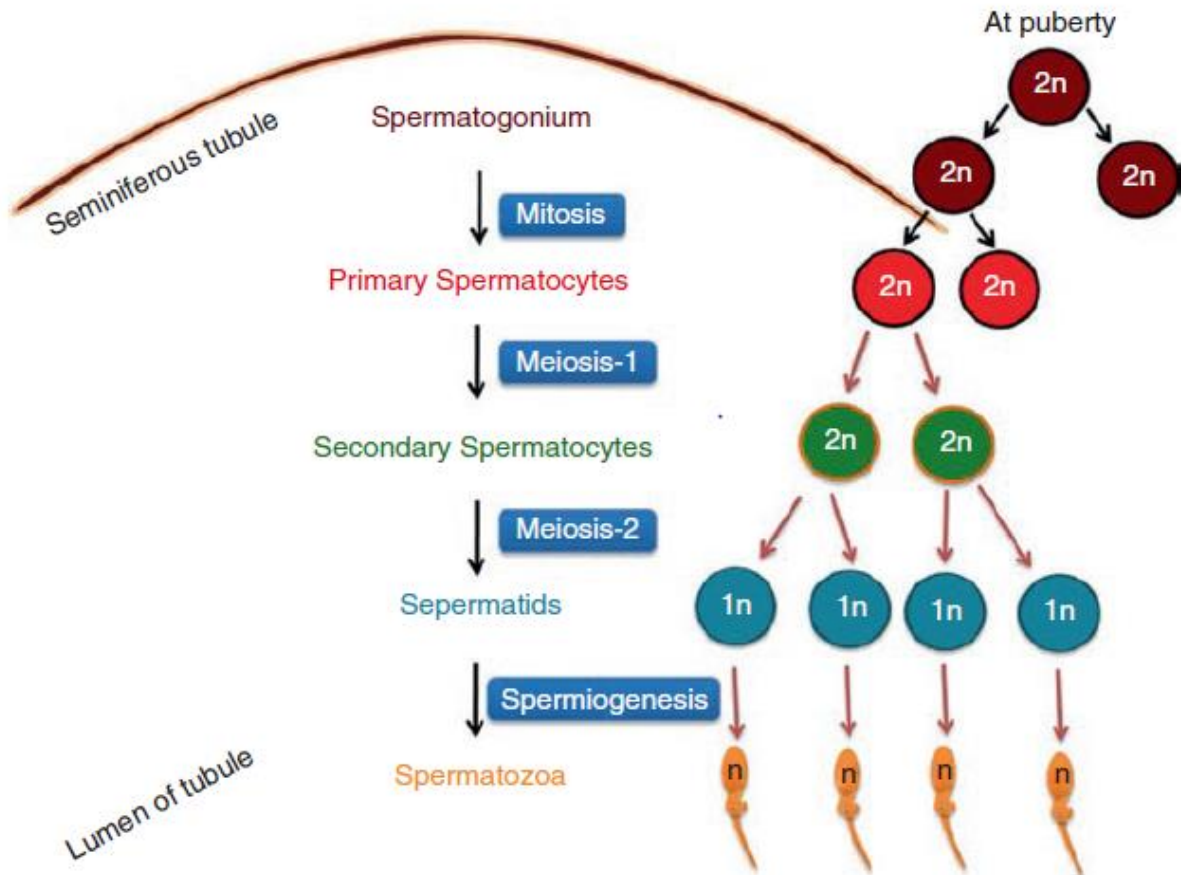 At puberty
2n
Seminiferous tubule
Spermatogonium
2n
2n
Mitosis
Primary Spermatocytes
2n
2n
Meiosis-1
Secondary Spermatocytes
2n
2n
Meiosis-2
Sepermatids
1n
1n
1n
1n
Spermiogenesis
Spermatozoa
n
n
n
n
Lumen of tubule